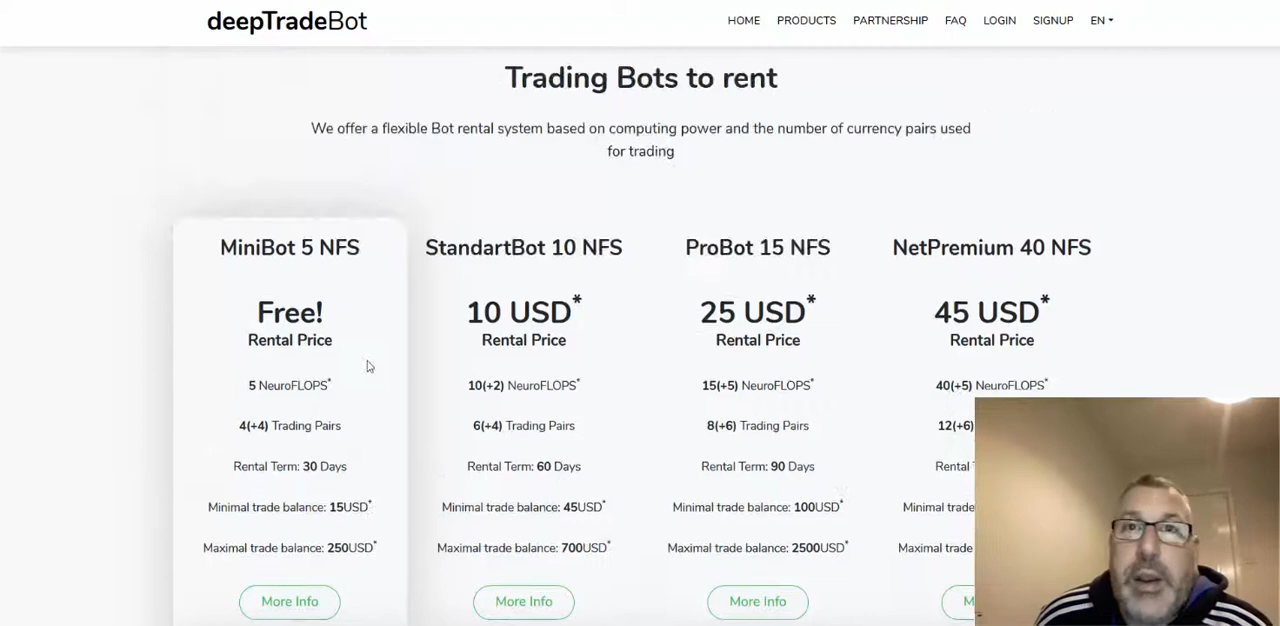 deepTradeBot
HOME PRODUCTS PARTNERSHIP FAQ LOGIN SIGNUP EN
Trading Bots to rent
We offer a flexible Bot rental system based on computing power and the number of currency pairs used
for trading
MiniBot 5 NFS
Free!
Rental Price
5 NeuroFLOPS*
4(+4) Trading Pairs
Rental Term: 30 Days
Minimal trade balance: 15USD*
Maximal trade balance: 250USD*
More Info
StandartBot 10 NFS
10 USD*
Rental Price
10(+2) NeuroFLOPS*
6(+4) Trading Pairs
Rental Term: 60 Days
Minimal trade balance: 45USD*
Maximal trade balance: 700USD*
More Info
ProBot 15 NFS
25 USD*
Rental Price
15(+5) NeuroFLOPS*
8(+6) Trading Pairs
Rental Term: 90 Days
Minimal trade balance: 100USD*
Maximal trade balance: 2500USD*
More Info
NetPremium 40 NFS
45 USD*
Rental Price
40(+5) NeuroFLOPS*
12(+6)
Rental
Minimal trade
Maximal trade